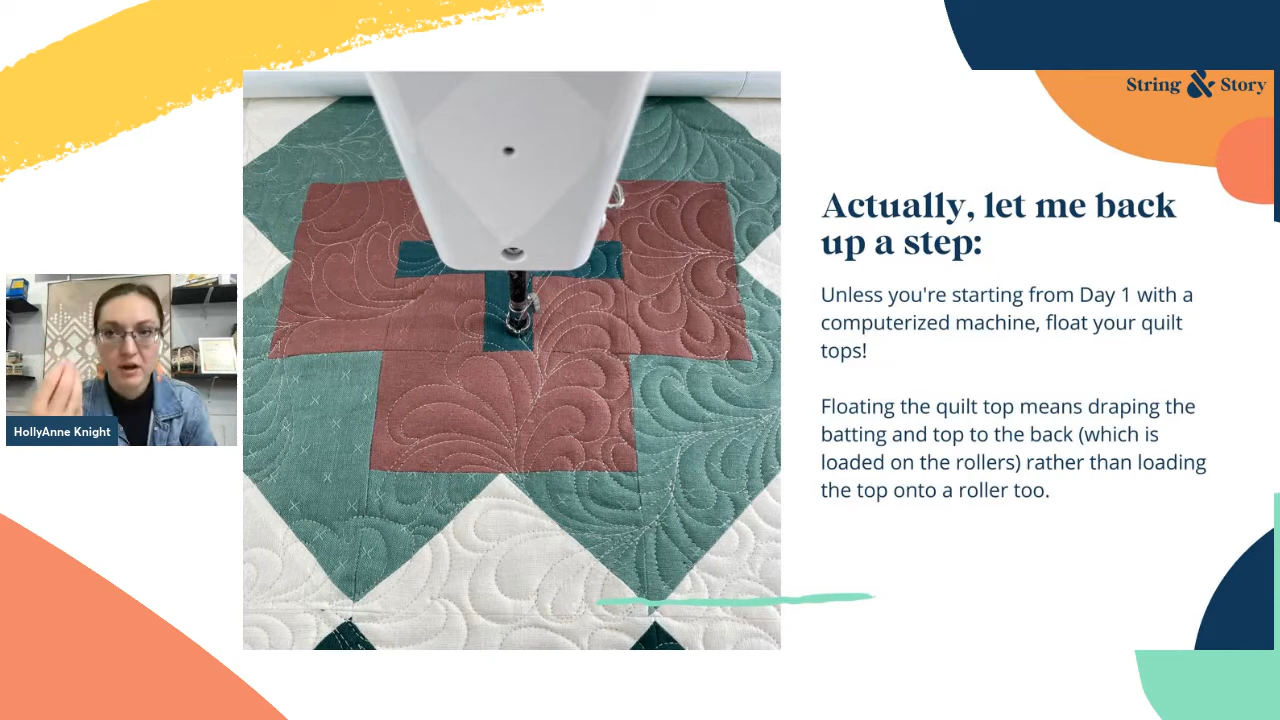 String & Story
Actually, let me back
up a step:
Unless you're starting from Day 1 with a
computerized machine, float your quilt
tops!
Floating the quilt top means draping the
batting and top to the back (which is
loaded on the rollers) rather than loading
the top onto a roller too.
HollyAnne Knight